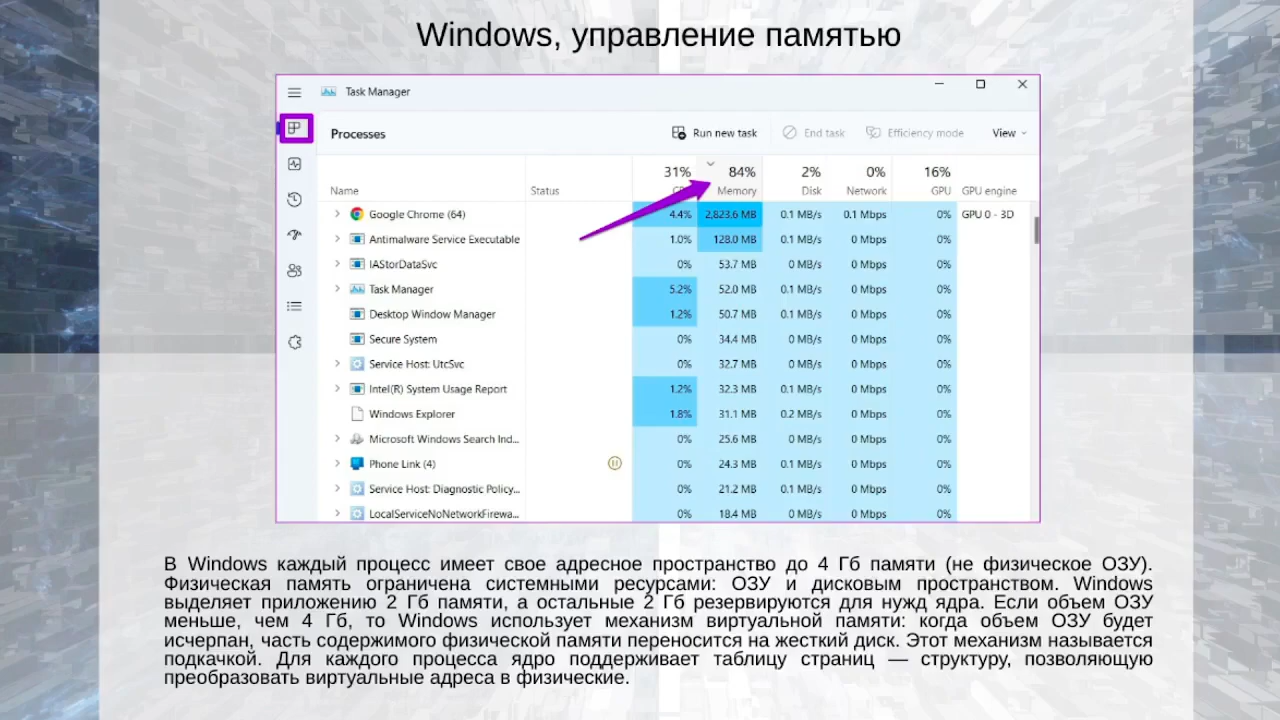 Windows, управление памятью
Task Manager
Processes
Run new task
End task
Efficiency mode
View
31% 84% 2% 0% 16%
Name Status Memory Disk Network GPU GPU engine
Google Chrome (64) 4.4% 2,823.6 MB 0.1 MB/s 0.1 Mbps 0% GPU 0 - 3D
Antimalware Service Executable 1.0% 128.0 MB 0.1 MB/s 0 Mbps 0%
IAStorDataSvc 0% 53.7 MB 0 MB/s 0 Mbps 0%
Task Manager 5.2% 52.0 MB 0.1 MB/s 0 Mbps 0%
Desktop Window Manager 1.2% 50.7 MB 0.1 MB/s 0 Mbps 0%
Secure System 0% 34.4 MB 0 MB/s 0 Mbps 0%
Service Host: UtcSvc 0% 32.7 MB 0 MB/s 0 Mbps 0%
Intel(R) System Usage Report 1.2% 32.3 MB 0.1 MB/s 0 Mbps 0%
Windows Explorer 1.8% 31.1 MB 0.2 MB/s 0 Mbps 0%
Microsoft Windows Search Ind... 0% 25.6 MB 0 MB/s 0 Mbps 0%
Phone Link (4) 0% 24.3 MB 0.1 MB/s 0 Mbps 0%
Service Host: Diagnostic Policy... 0% 21.2 MB 0.1 MB/s 0 Mbps 0%
LocalServiceNoNetworkFirewa... 0% 18.4 MB 0 MB/s 0 Mbps 0%
В Windows каждый процесс имеет свое адресное пространство до 4 Гб памяти (не физическое ОЗУ).
Физическая память ограничена системными ресурсами: ОЗУ и дисковым пространством. Windows
выделяет приложению 2 Гб памяти, а остальные 2 Гб резервируются для нужд ядра. Если объем ОЗУ
меньше, чем 4 Гб, то Windows использует механизм виртуальной памяти: когда объем ОЗУ будет
исчерпан, часть содержимого физической памяти переносится на жесткий диск. Этот механизм называется
подкачкой. Для каждого процесса ядро поддерживает таблицу страниц — структуру, позволяющую
преобразовать виртуальные адреса в физические.